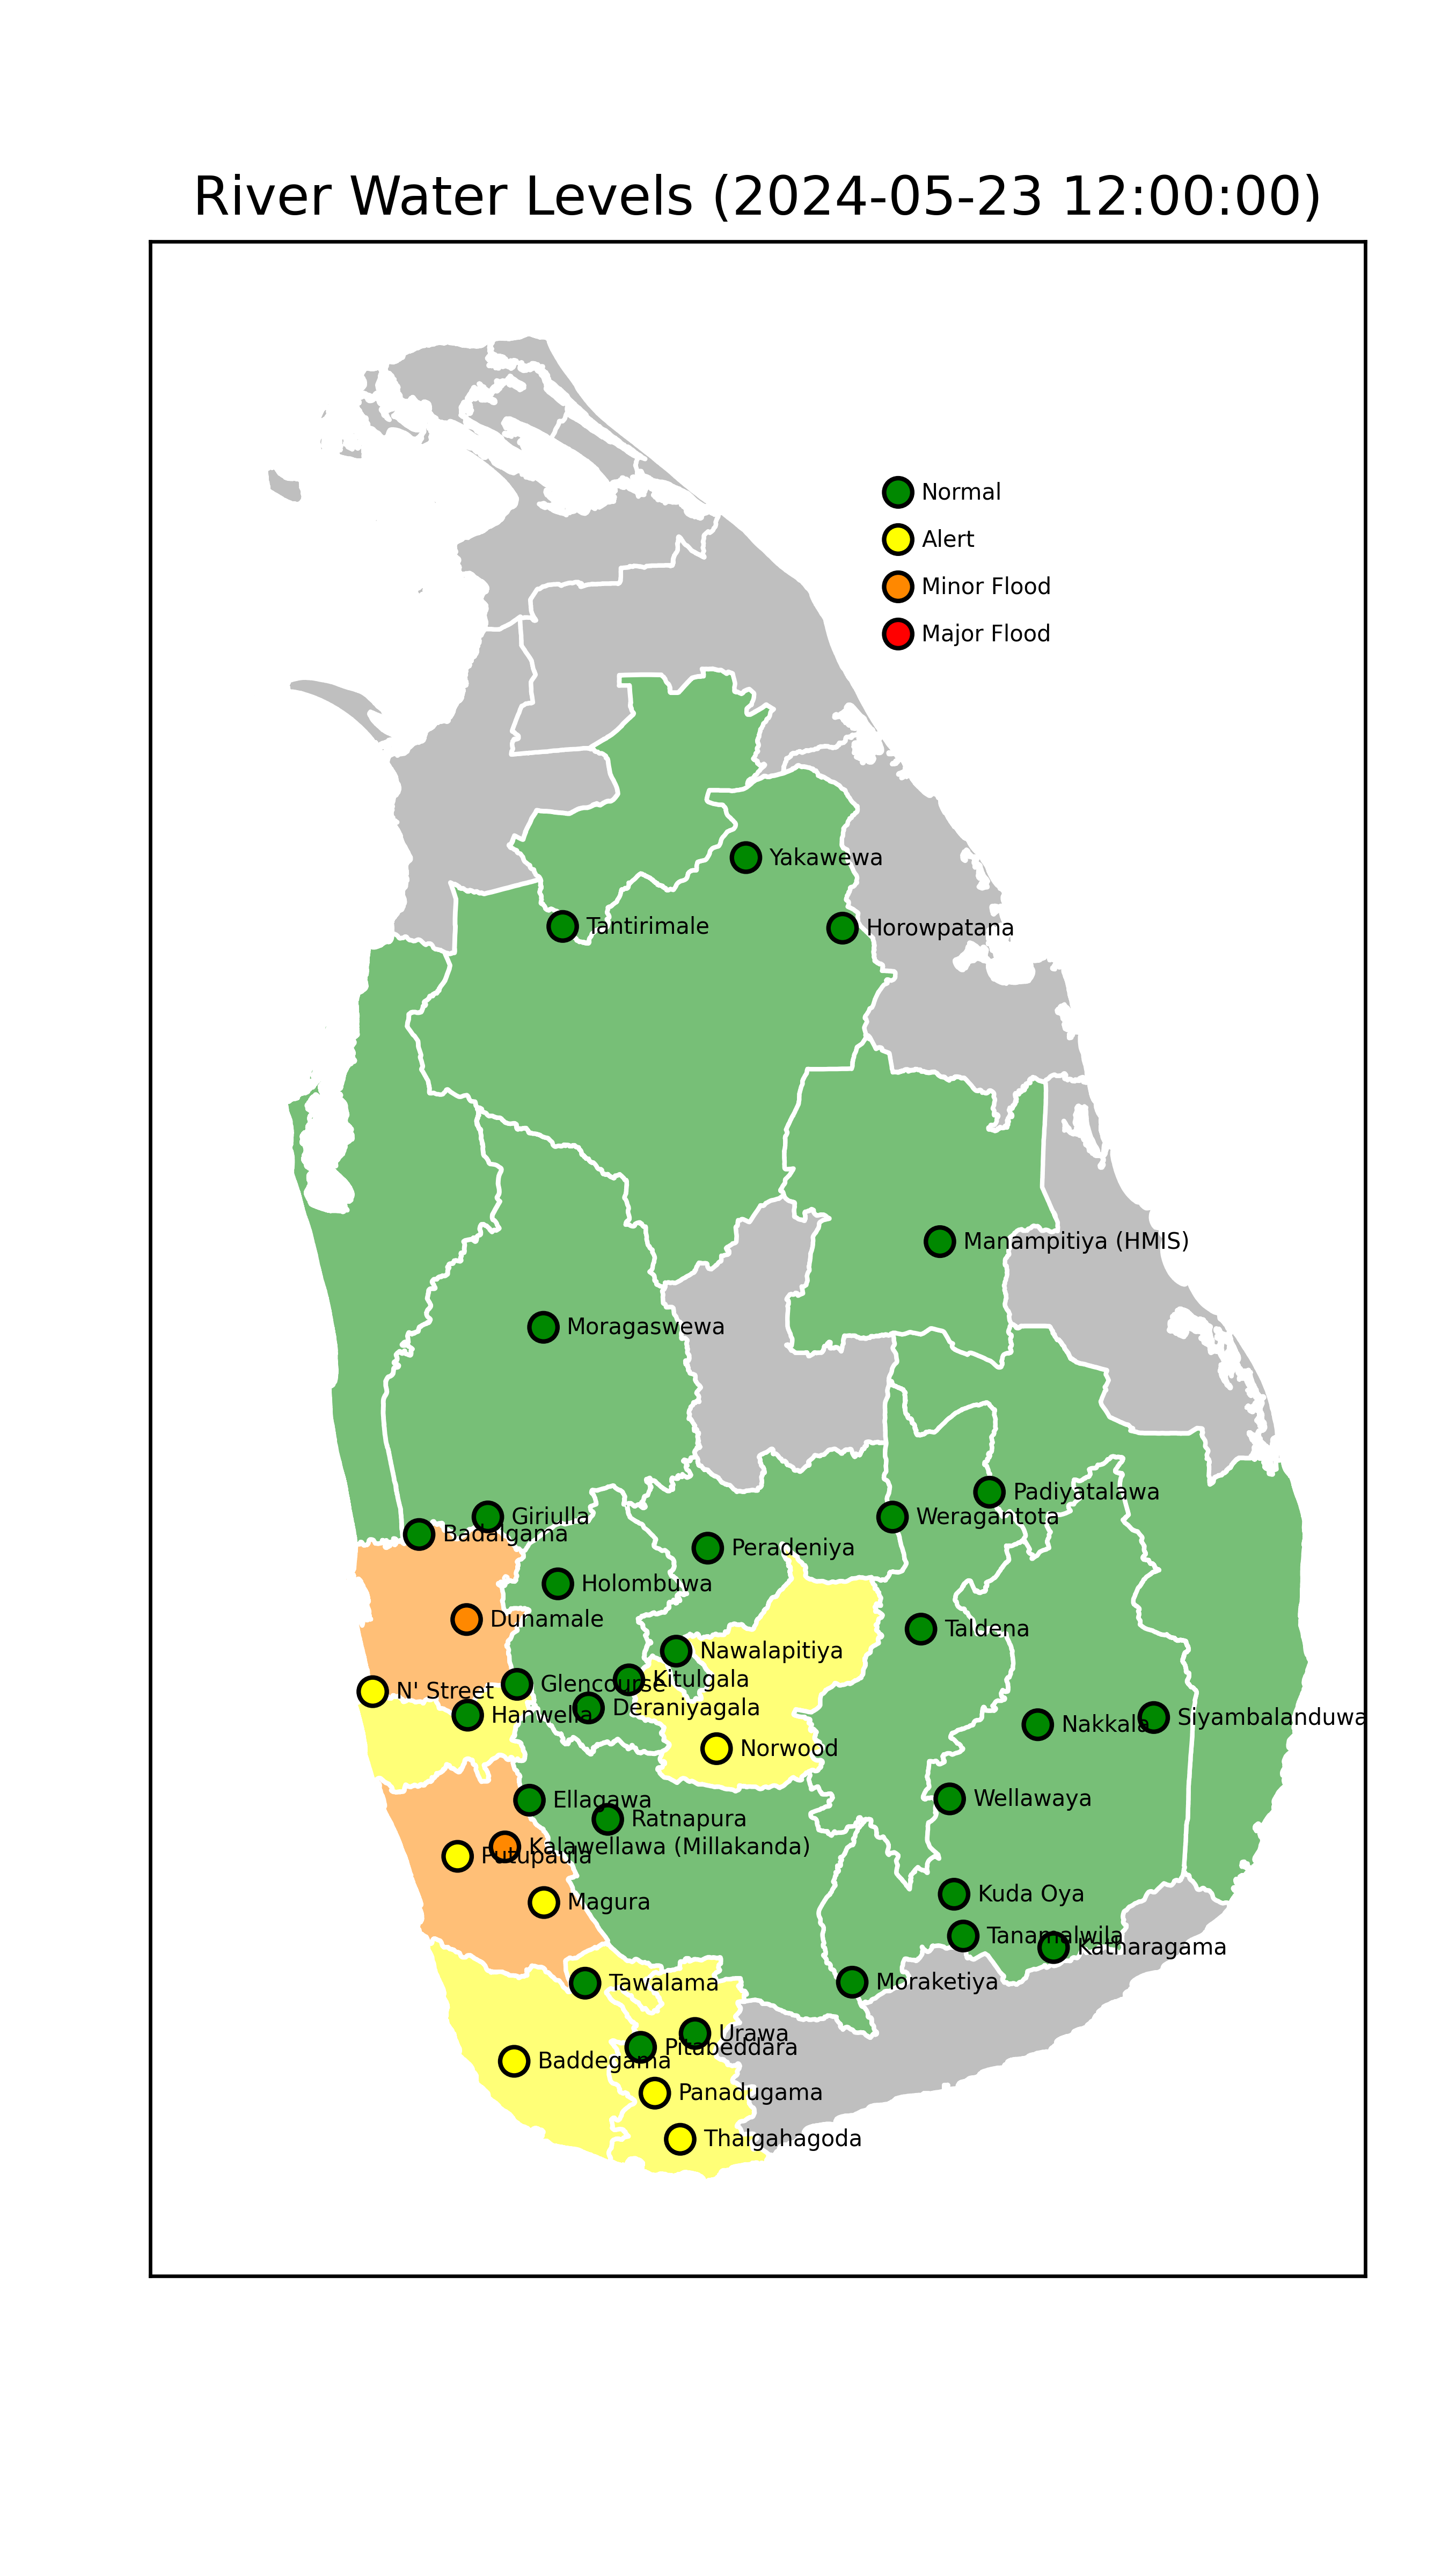 River Water Levels (2024-05-23 12:00:00)
Normal
Alert
Minor Flood
Major Flood
Yakawewa
Tantirimale
Horowpatana
Manampitiya (HMIS)
Moragaswewa
Padiyatalawa
Giriulla
Weragantota
Badalgama
Peradeniya
Holombuwa
Dunamale
Taldena
Nawalapitiya
Kitulgala
Glencourse
N' Street
Deraniyagala
Hanwella
Siyambalanduwa
Nakkala
Norwood
Wellawaya
Ellagawa
Ratnapura
Kalawellawa (Millakanda)
Putupaula
Kuda Oya
Magura
Tanamalwila
Katharagama
Moraketiya
Tawalama
Urawa
Pitabeddara
Baddegama
Panadugama
Thalgahagoda